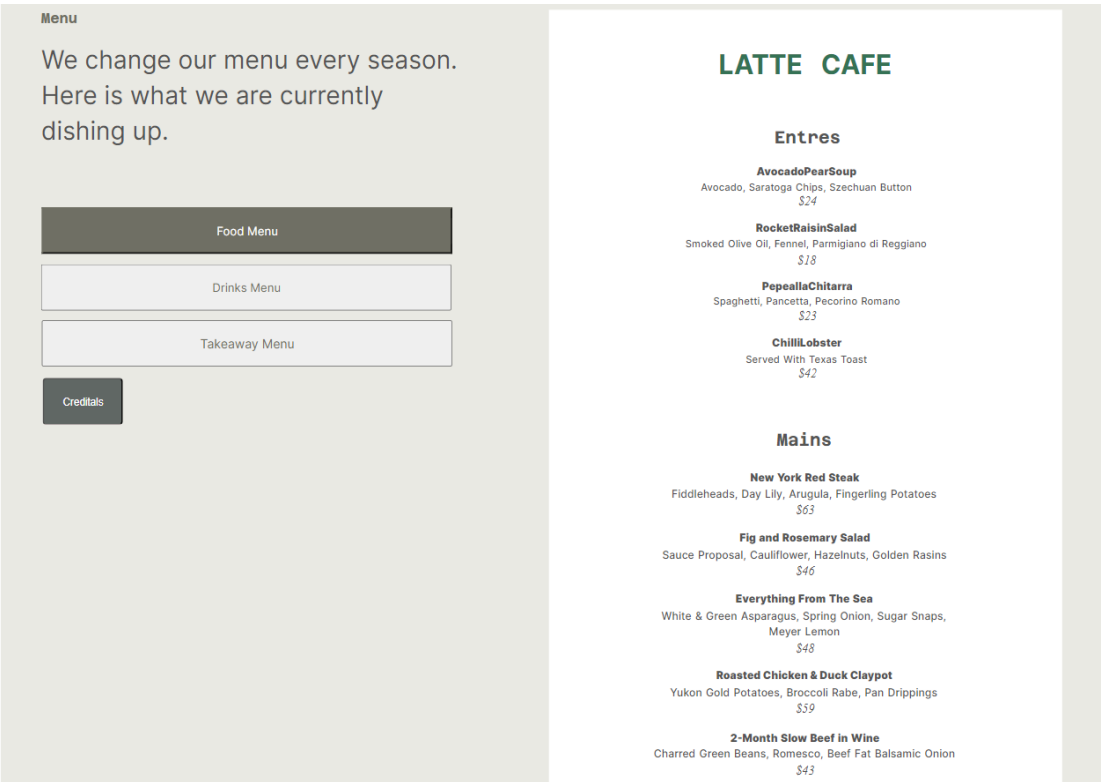 Menu
We change our menu every season.
Here is what we are currently
dishing up.
Food Menu
Drinks Menu
Takeaway Menu
Creditals
LATTE CAFE
Entres
AvocadoPearSoup
Avocado, Saratoga Chips, Szechuan Button
$24
RocketRaisinSalad
Smoked Olive Oil, Fennel, Parmigiano di Reggiano
$18
PepeallaChitarra
Spaghetti, Pancetta, Pecorino Romano
$23
ChilliLobster
Served With Texas Toast
$42
Mains
New York Red Steak
Fiddleheads, Day Lily, Arugula, Fingerling Potatoes
$63
Fig and Rosemary Salad
Sauce Proposal, Cauliflower, Hazelnuts, Golden Rasins
$46
Everything From The Sea
White & Green Asparagus, Spring Onion, Sugar Snaps,
Meyer Lemon
$48
Roasted Chicken & Duck Claypot
Yukon Gold Potatoes, Broccoli Rabe, Pan Drippings
$59
2-Month Slow Beef in Wine
Charred Green Beans, Romesco, Beef Fat Balsamic Onion
$43